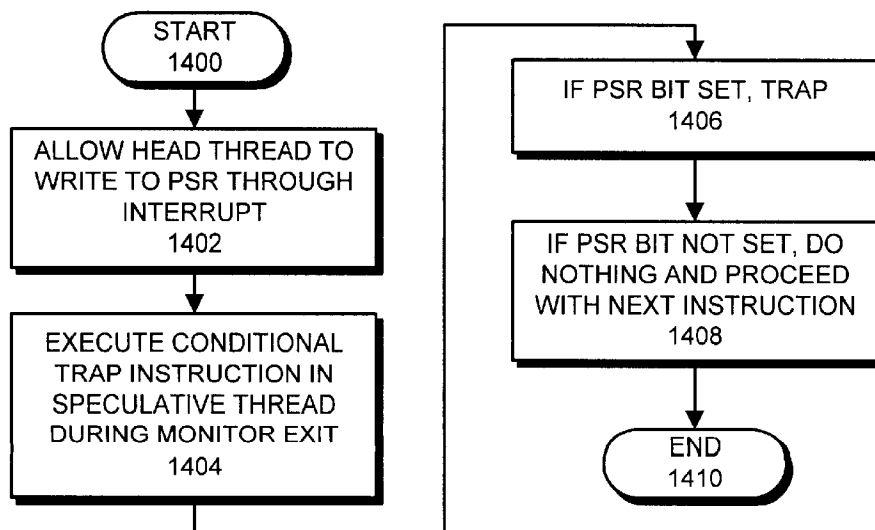 START
1400
ALLOW HEAD THREAD TO
WRITE TO PSR THROUGH
INTERRUPT
1402
EXECUTE CONDITIONAL
TRAP INSTRUCTION IN
SPECULATIVE THREAD
DURING MONITOR EXIT
1404
IF PSR BIT SET, TRAP
1406
IF PSR BIT NOT SET, DO
NOTHING AND PROCEED
WITH NEXT INSTRUCTION
1408
END
1410